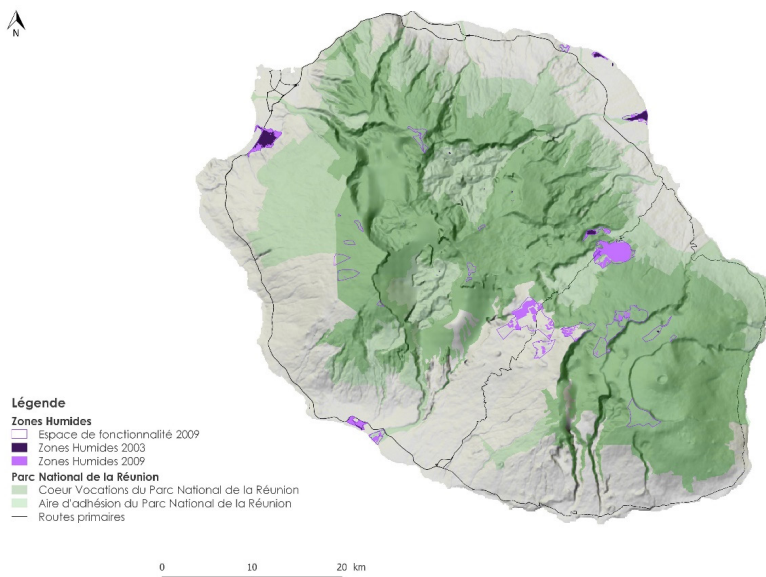 N
Légende
Zones Humides
Espace de fonctionnalité 2009
Zones Humides 2003
Zones Humides 2009
Parc National de la Réunion
Coeur Vocations du Parc National de la Réunion
Aire d'adhésion du Parc National de la Réunion
Routes primaires
0 10 20 km